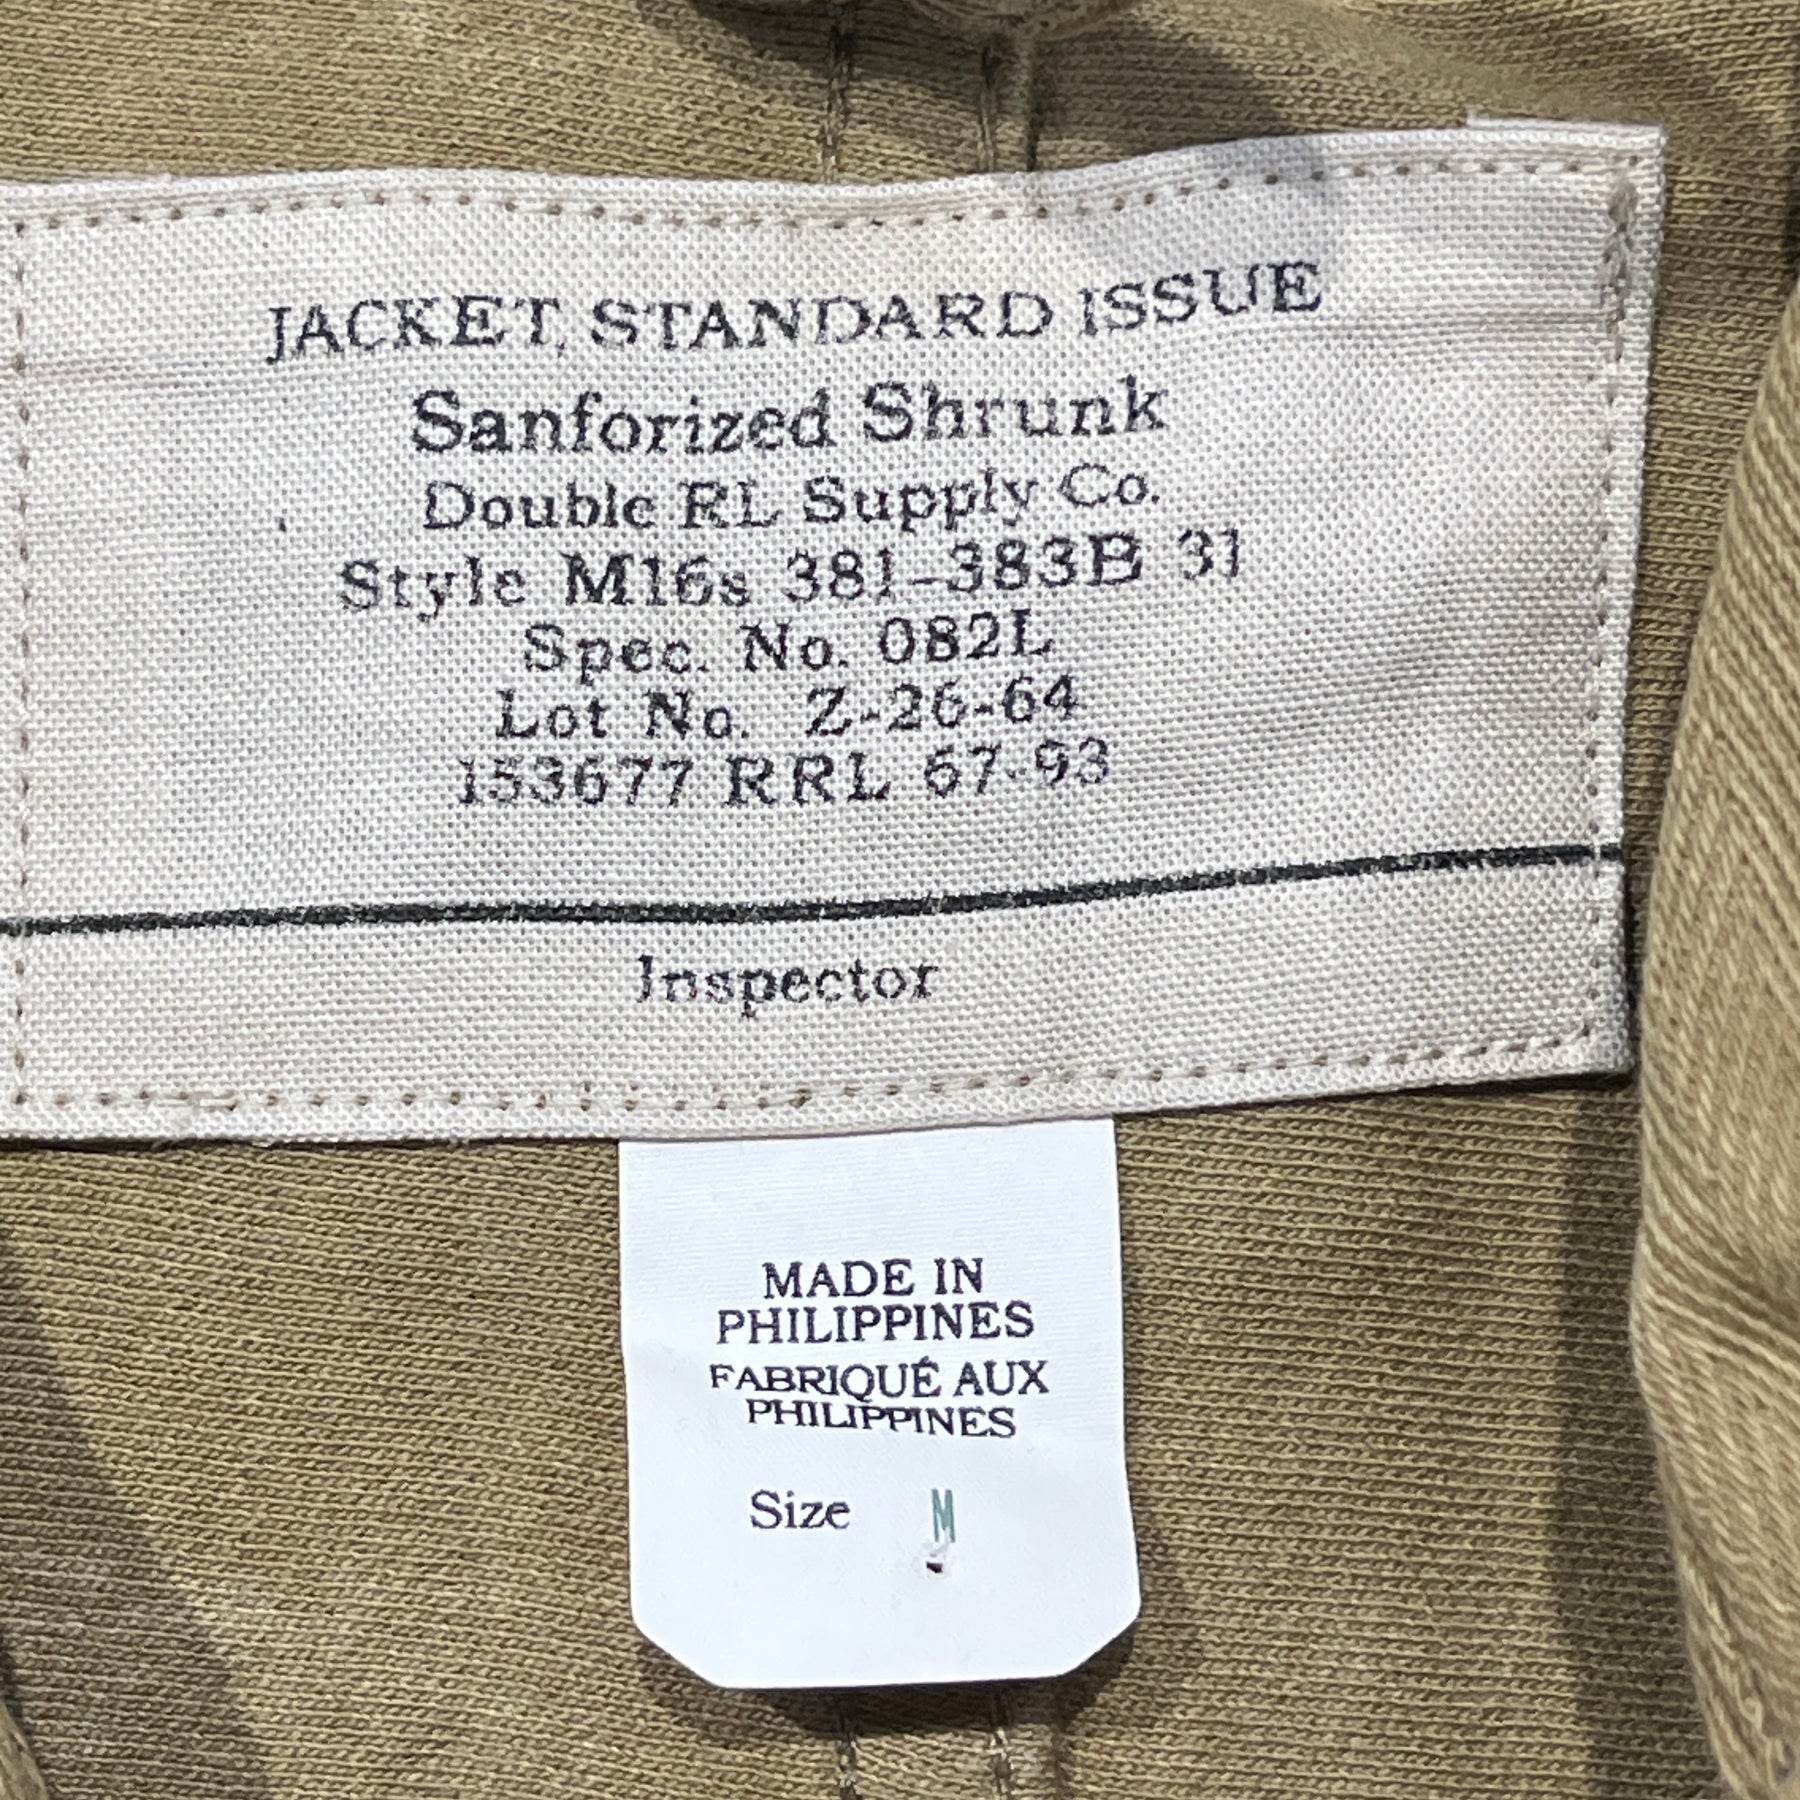 JACKET, STANDARD ISSUE
Sanforized Shrunk
Double RL Supply Co.
Style M16s 381-383B 31
Spec. No. 082L
Lot No. Z-26-64
153677 RRL 67-93
Inspector
MADE IN
PHILIPPINES
FABRIQUÉ AUX
PHILIPPINES
Size M